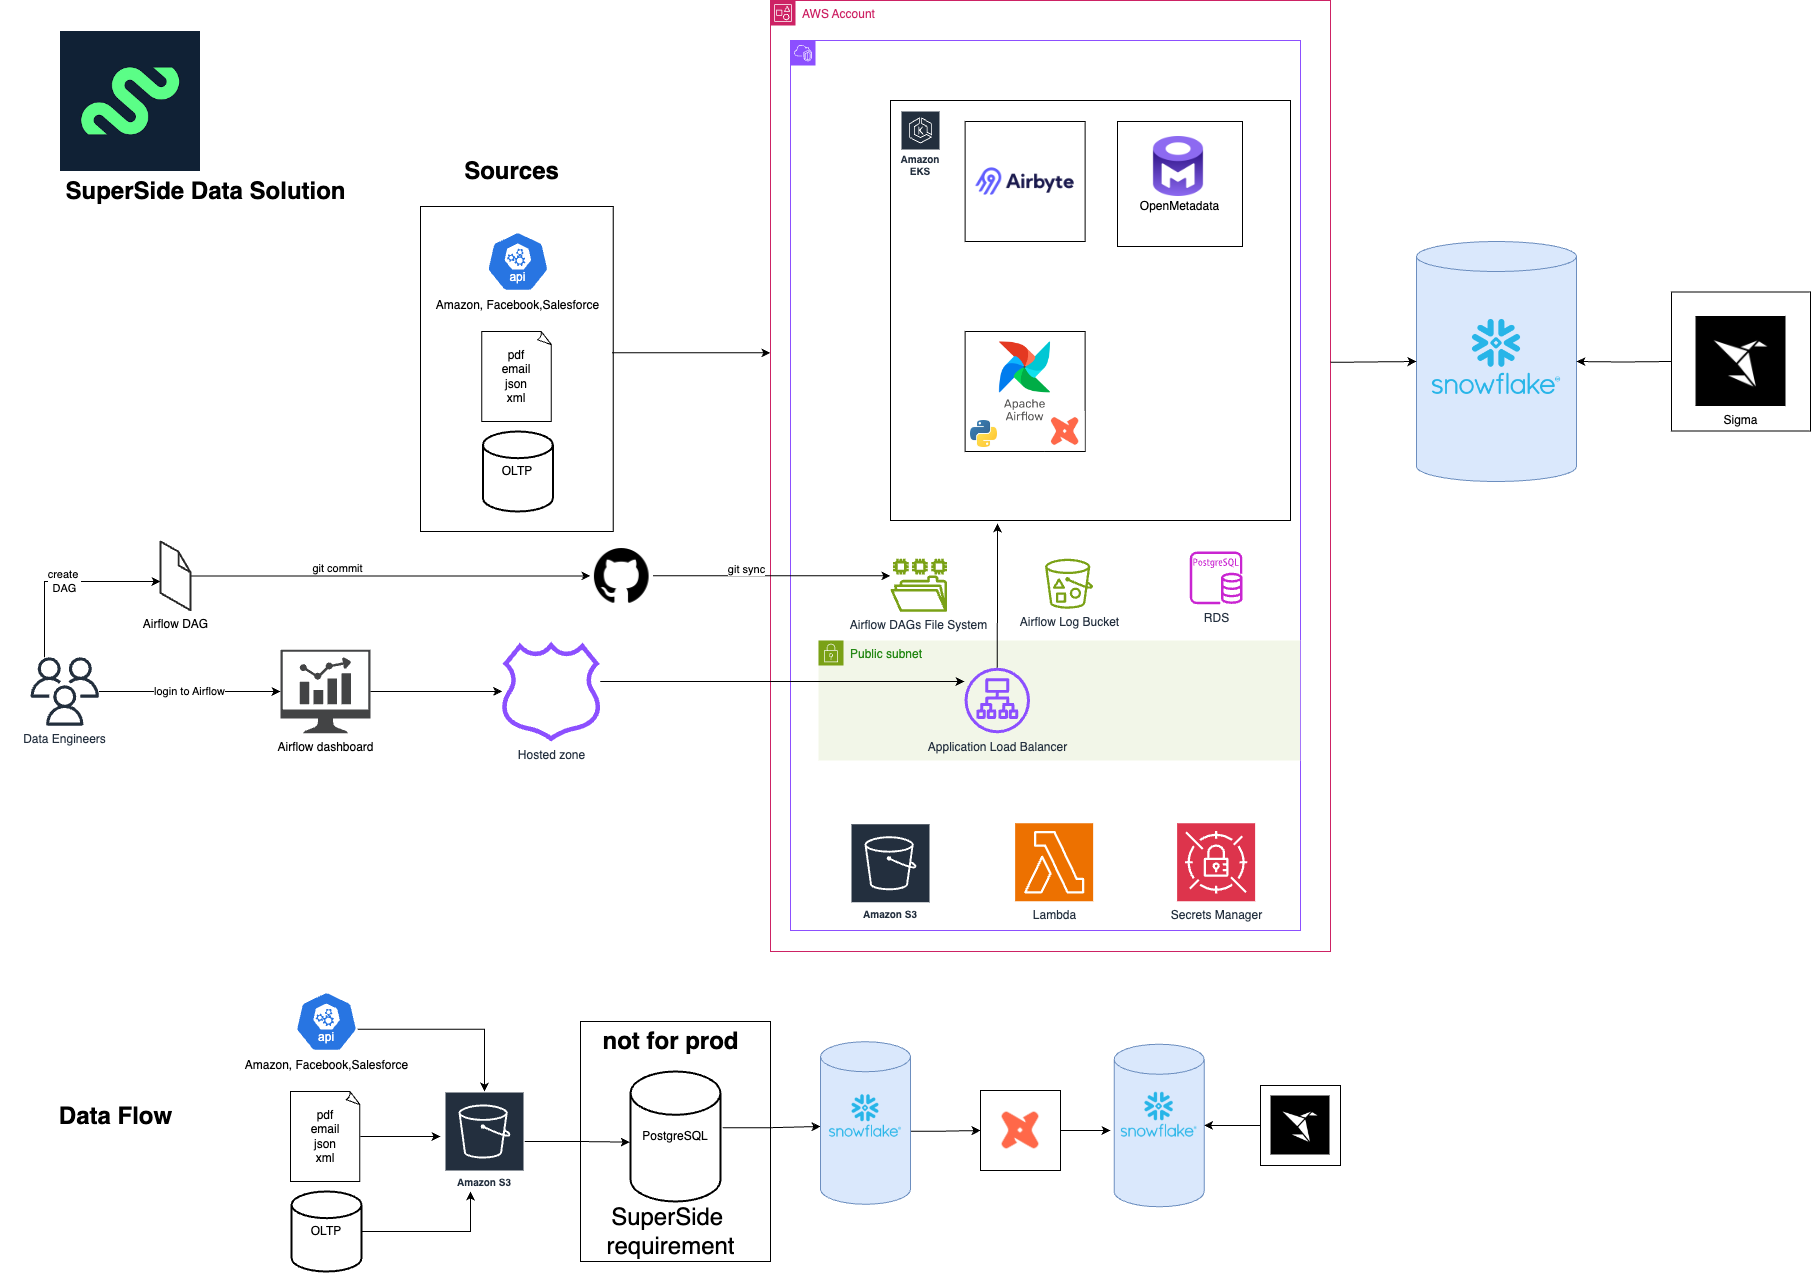 AWS Account
SuperSide Data Solution
Sources
api
Amazon, Facebook,Salesforce
pdf
email
json
xml
OLTP
Amazon
EKS
Airbyte
OpenMetadata
Apache
Airflow
snowflake
Sigma
create
DAG
Airflow DAG
git commit
git sync
Airflow DAGs File System
Airflow Log Bucket
PostgreSQL
RDS
Data Engineers
login to Airflow
Airflow dashboard
Hosted zone
Public subnet
Application Load Balancer
Amazon S3
Lambda
Secrets Manager
Data Flow
api
Amazon, Facebook,Salesforce
pdf
email
json
xml
OLTP
Amazon S3
not for prod
PostgreSQL
SuperSide
requirement
snowflake
snowflake